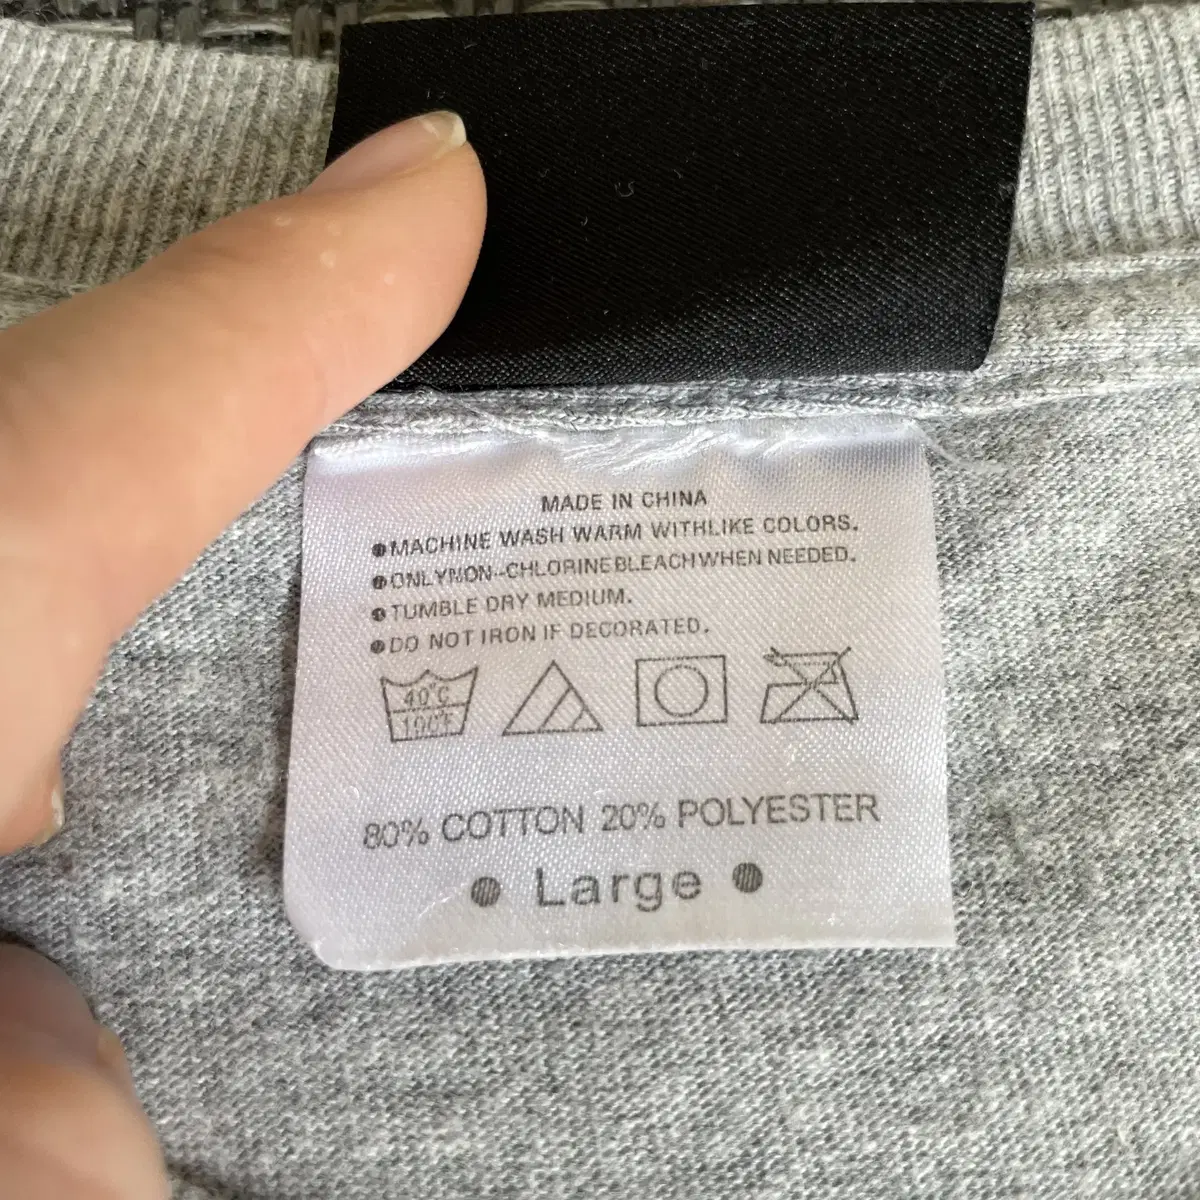 MADE IN CHINA
●MACHINE WASH WARM WITHLIKE COLORS.
●ONLYNON--CHLORINEBLEACHWHEN NEEDED.
●TUMBLE DRY MEDIUM.
●DO NOT IRON IF DECORATED.
40°C
100°F
80% COTTON 20% POLYESTER
● Large ●